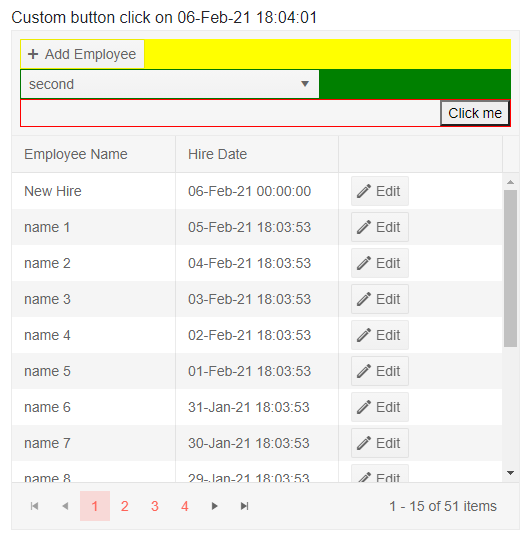 Custom button click on 06-Feb-21 18:04:01
Add Employee
second
Click me
Employee Name Hire Date
New Hire 06-Feb-21 00:00:00 Edit
name 1 05-Feb-21 18:03:53 Edit
name 2 04-Feb-21 18:03:53 Edit
name 3 03-Feb-21 18:03:53 Edit
name 4 02-Feb-21 18:03:53 Edit
name 5 01-Feb-21 18:03:53 Edit
name 6 31-Jan-21 18:03:53 Edit
name 7 30-Jan-21 18:03:53 Edit
name 8 29-Jan-21 18:03:53 Edit
1 2 3 4 1 - 15 of 51 items